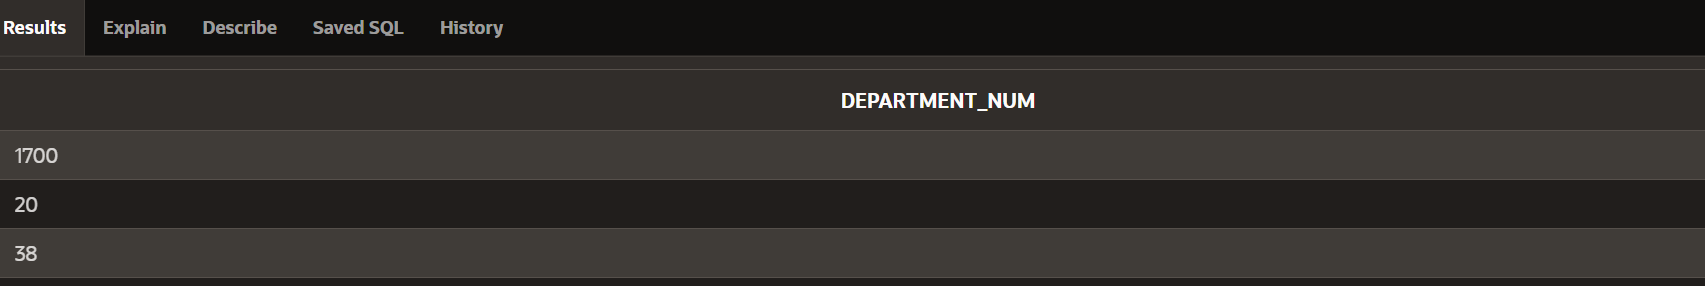 Results Explain Describe Saved SQL History
DEPARTMENT_NUM
1700
20
38